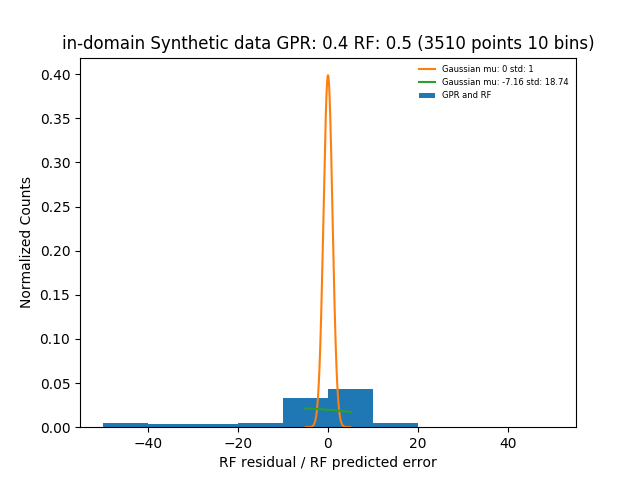 in-domain Synthetic data GPR: 0.4 RF: 0.5 (3510 points 10 bins)
Gaussian mu: 0 std: 1
Gaussian mu: -7.16 std: 18.74
GPR and RF
Normalized Counts
0.40
0.35
0.30
0.25
0.20
0.15
0.10
0.05
0.00
−40
−20
0
20
40
RF residual / RF predicted error